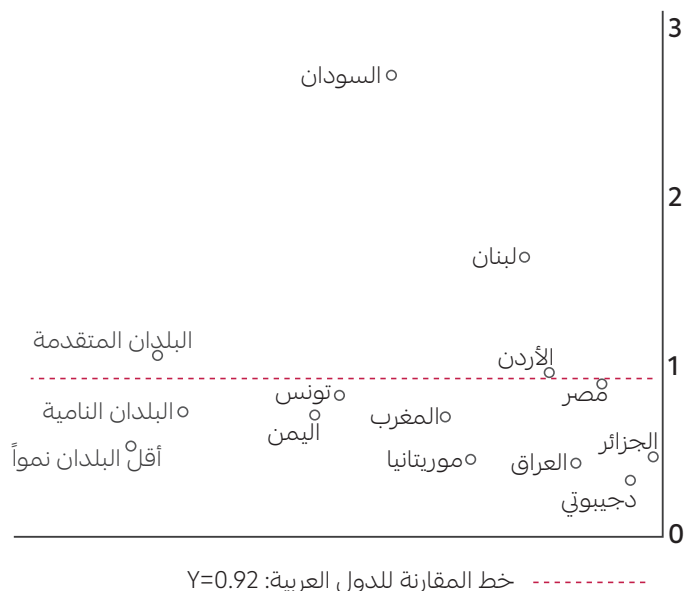 3
السودان
2
لبنان
البلدان المتقدمة
الأردن
1
مصر
تونس
البلدان النامية
المغرب
اليمن
الجزائر
أقل البلدان نمواً
موريتانيا
العراق
دجيبوتي
0
خط المقارنة للدول العربية: Y=0.92